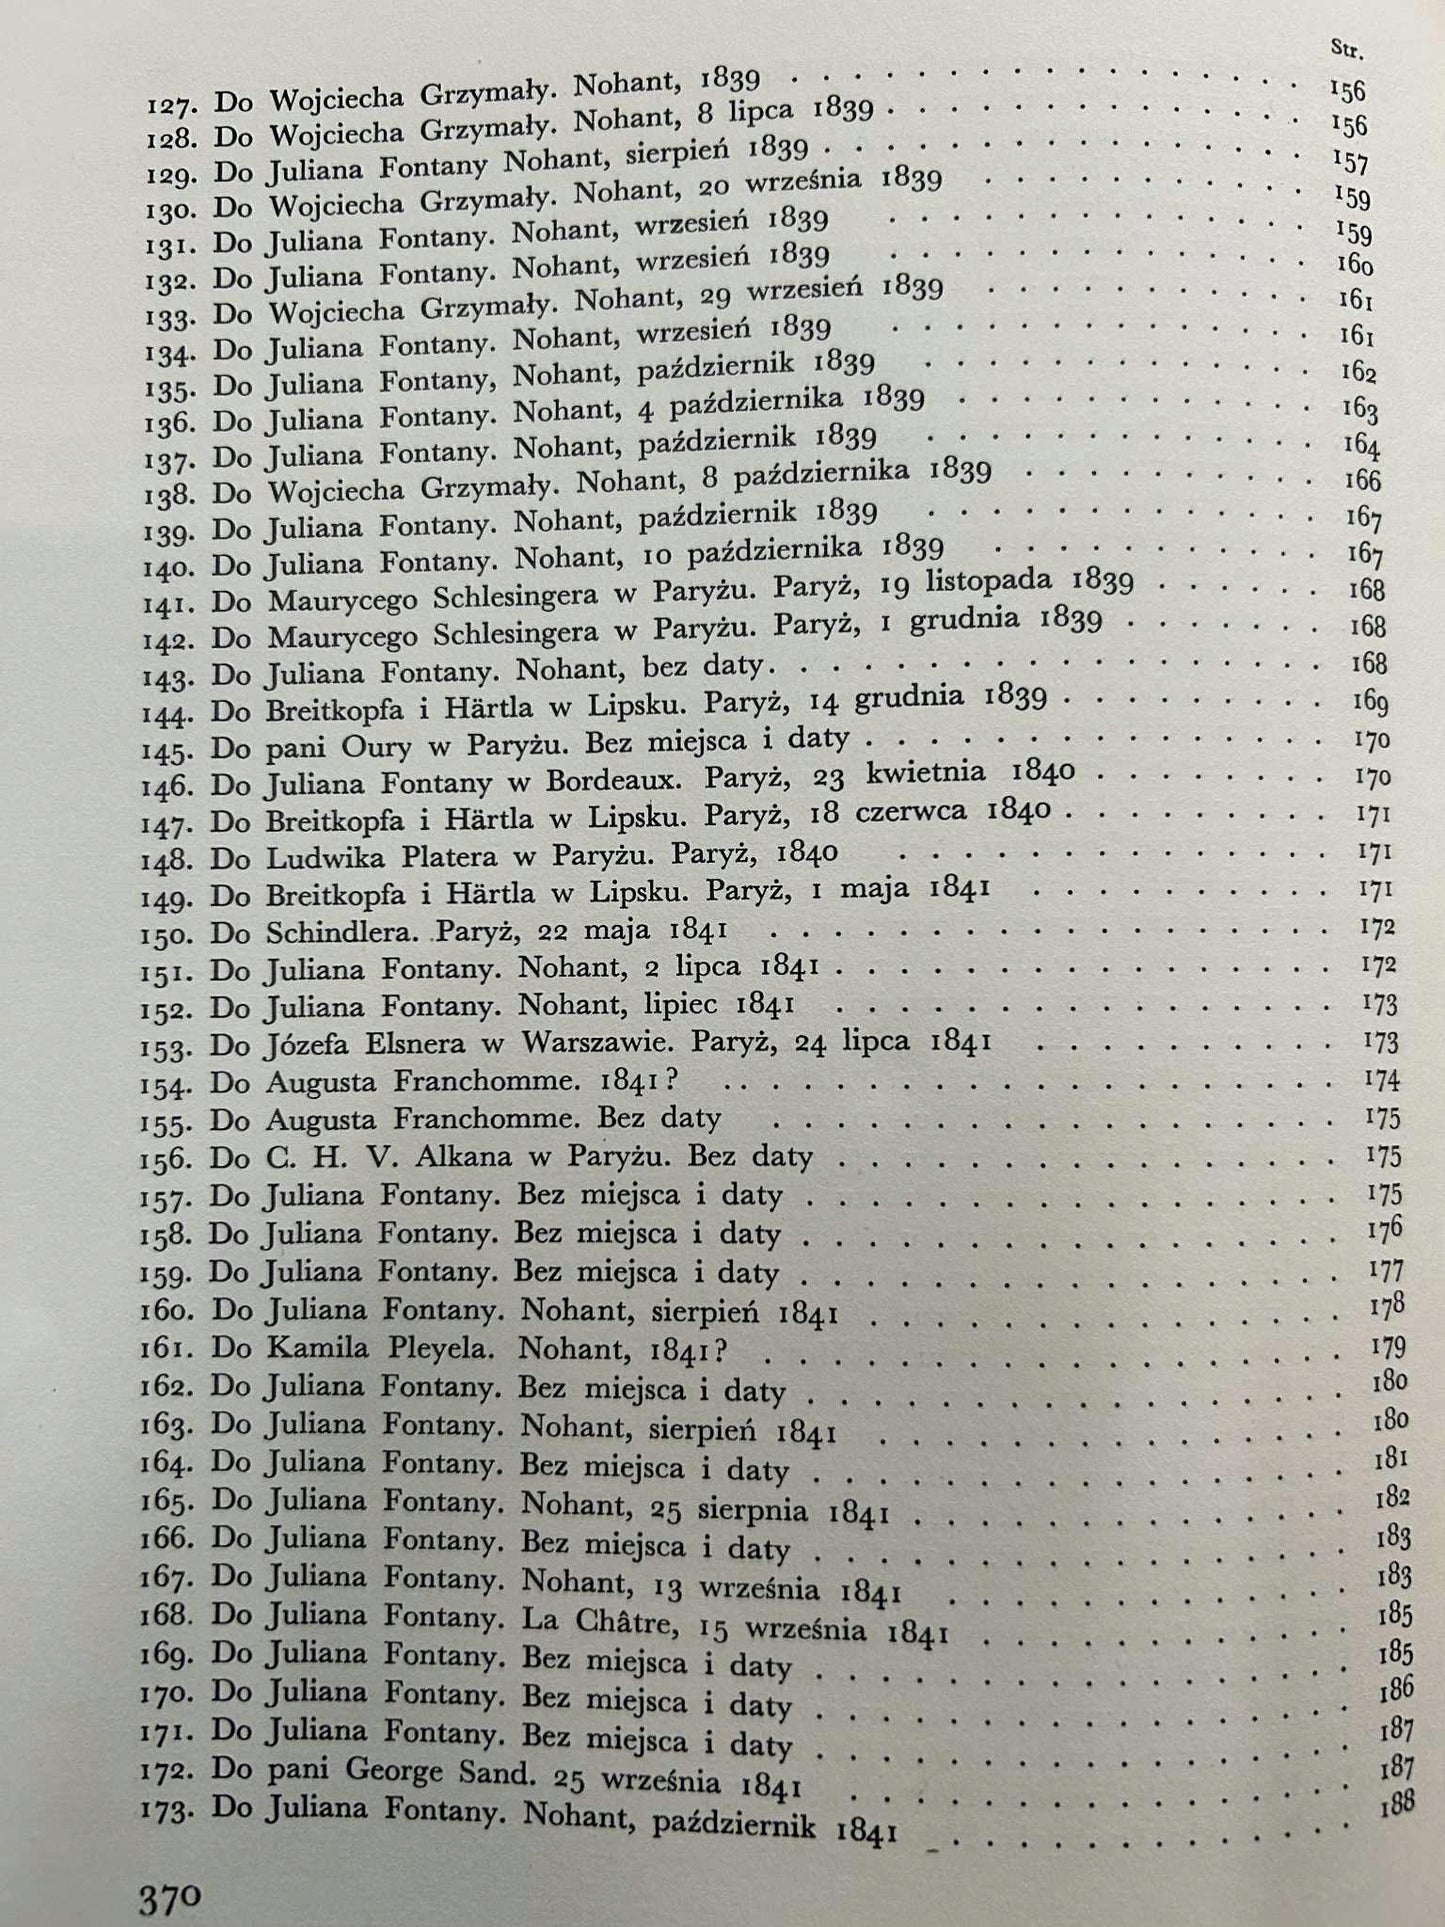 Str.
127. Do Wojciecha Grzymały. Nohant, 1839 . . . . . . . . . . . . . . . . 156
128. Do Wojciecha Grzymały. Nohant, 8 lipca 1839 . . . . . . . . . . . . . 156
129. Do Juliana Fontany Nohant, sierpień 1839 . . . . . . . . . . . . . . . 157
130. Do Wojciecha Grzymały. Nohant, 20 września 1839 . . . . . . . . . . 159
131. Do Juliana Fontany. Nohant, wrzesień 1839 . . . . . . . . . . . . . 159
132. Do Juliana Fontany. Nohant, wrzesień 1839 . . . . . . . . . . . . . 160
133. Do Wojciecha Grzymały. Nohant, 29 wrzesień 1839 . . . . . . . . . . 161
134. Do Juliana Fontany. Nohant, wrzesień 1839 . . . . . . . . . . . . . 161
135. Do Juliana Fontany, Nohant, październik 1839 . . . . . . . . . . . . 162
136. Do Juliana Fontany. Nohant, 4 października 1839 . . . . . . . . . . . 163
137. Do Juliana Fontany. Nohant, październik 1839 . . . . . . . . . . . . 164
138. Do Wojciecha Grzymały. Nohant, 8 października 1839 . . . . . . . . . 166
139. Do Juliana Fontany. Nohant, październik 1839 . . . . . . . . . . . . 167
140. Do Juliana Fontany. Nohant, 10 października 1839 . . . . . . . . . . 167
141. Do Maurycego Schlesingera w Paryżu. Paryż, 19 listopada 1839 . . . . . 168
142. Do Maurycego Schlesingera w Paryżu. Paryż, 1 grudnia 1839 . . . . . . 168
143. Do Juliana Fontany. Nohant, bez daty. . . . . . . . . . . . . . . . . 168
144. Do Breitkopfa i Härtla w Lipsku. Paryż, 14 grudnia 1839 . . . . . . . . 169
145. Do pani Oury w Paryżu. Bez miejsca i daty . . . . . . . . . . . . . . 170
146. Do Juliana Fontany w Bordeaux. Paryż, 23 kwietnia 1840 . . . . . . . 170
147. Do Breitkopfa i Härtla w Lipsku. Paryż, 18 czerwca 1840 . . . . . . . . 171
148. Do Ludwika Platera w Paryżu. Paryż, 1840 . . . . . . . . . . . . . 171
149. Do Breitkopfa i Härtla w Lipsku. Paryż, 1 maja 1841 . . . . . . . . . 171
150. Do Schindlera. Paryż, 22 maja 1841 . . . . . . . . . . . . . . . . . 172
151. Do Juliana Fontany. Nohant, 2 lipca 1841 . . . . . . . . . . . . . . . 172
152. Do Juliana Fontany. Nohant, lipiec 1841 . . . . . . . . . . . . . . . 173
153. Do Józefa Elsnera w Warszawie. Paryż, 24 lipca 1841 . . . . . . . . . 173
154. Do Augusta Franchomme. 1841? . . . . . . . . . . . . . . . . . . . 174
155. Do Augusta Franchomme. Bez daty . . . . . . . . . . . . . . . . . 175
156. Do C. H. V. Alkana w Paryżu. Bez daty . . . . . . . . . . . . . . . 175
157. Do Juliana Fontany. Bez miejsca i daty . . . . . . . . . . . . . . . . 175
158. Do Juliana Fontany. Bez miejsca i daty . . . . . . . . . . . . . . . . 176
159. Do Juliana Fontany. Bez miejsca i daty . . . . . . . . . . . . . . . . 177
160. Do Juliana Fontany. Nohant, sierpień 1841 . . . . . . . . . . . . . . 178
161. Do Kamila Pleyela. Nohant, 1841? . . . . . . . . . . . . . . . . . 179
162. Do Juliana Fontany. Bez miejsca i daty . . . . . . . . . . . . . . . . 180
163. Do Juliana Fontany. Nohant, sierpień 1841 . . . . . . . . . . . . . . 180
164. Do Juliana Fontany. Bez miejsca i daty . . . . . . . . . . . . . . . . 181
165. Do Juliana Fontany. Nohant, 25 sierpnia 1841 . . . . . . . . . . . . . 182
166. Do Juliana Fontany. Bez miejsca i daty . . . . . . . . . . . . . . . . 183
167. Do Juliana Fontany. Nohant, 13 września 1841 . . . . . . . . . . . . 183
168. Do Juliana Fontany. La Châtre, 15 września 1841 . . . . . . . . . . . 185
169. Do Juliana Fontany. Bez miejsca i daty . . . . . . . . . . . . . . . . 185
170. Do Juliana Fontany. Bez miejsca i daty . . . . . . . . . . . . . . . . 186
171. Do Juliana Fontany. Bez miejsca i daty . . . . . . . . . . . . . . . . 187
172. Do pani George Sand. 25 września 1841 . . . . . . . . . . . . . . . 187
173. Do Juliana Fontany. Nohant, październik 1841 . . . . . . . . . . . . 188
370